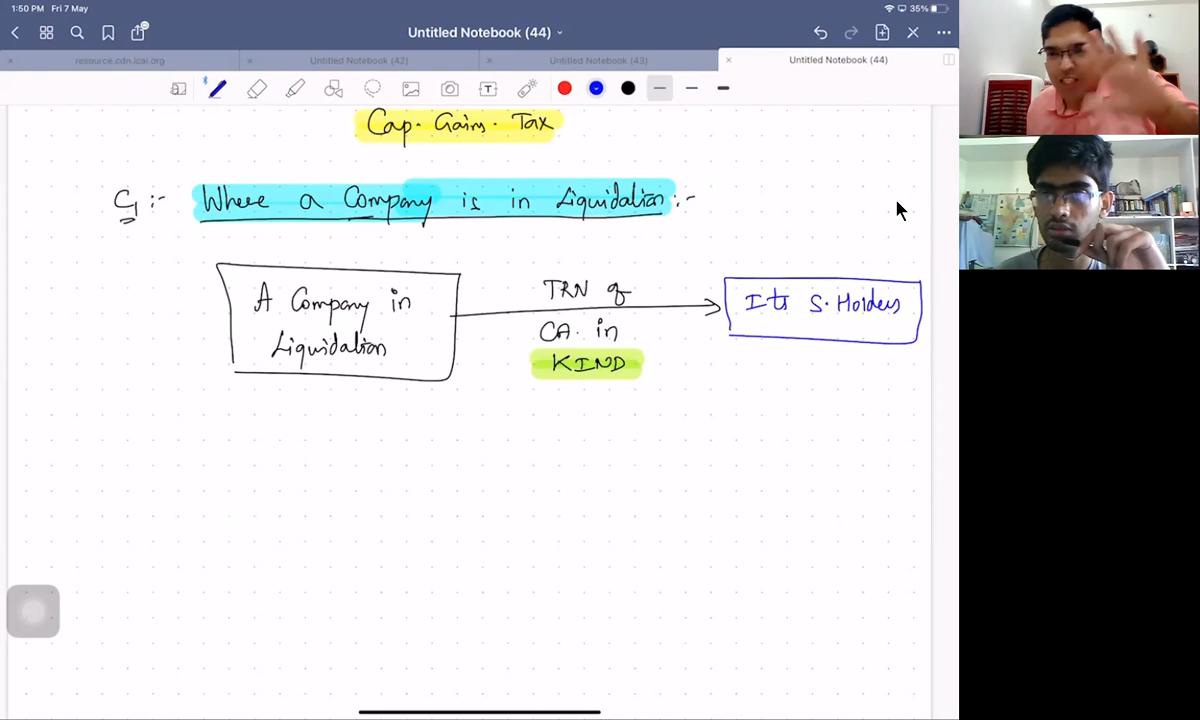 1:50 PM Fri 7 May
35%
Untitled Notebook (44)
resource.cdn.icai.org
Untitled Notebook (42)
Untitled Notebook (43)
Untitled Notebook (44)
Cap. Gains. Tax
C1 :- Where a Company is in Liquidation :-
A Company in
Liquidation
TRN of
CA. in
KIND
Its S. Holders